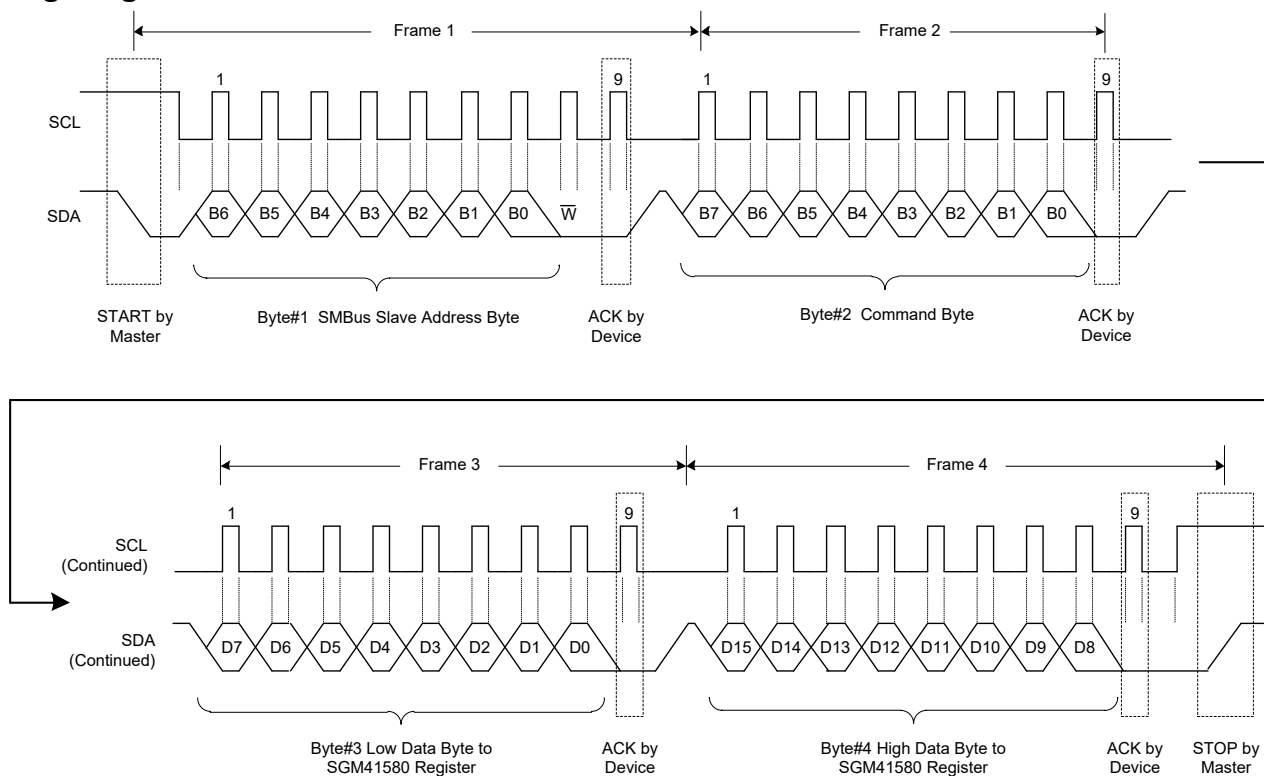 Frame 1
Frame 2
1
9
1
9
SCL
SDA
B6
B5
B4
B3
B2
B1
B0
W
B7
B6
B5
B4
B3
B2
B1
B0
START by
Master
Byte#1 SMBus Slave Address Byte
ACK by
Device
Byte#2 Command Byte
ACK by
Device
Frame 3
Frame 4
1
9
1
9
SCL
(Continued)
SDA
(Continued)
D7
D6
D5
D4
D3
D2
D1
D0
D15
D14
D13
D12
D11
D10
D9
D8
Byte#3 Low Data Byte to
SGM41580 Register
ACK by
Device
Byte#4 High Data Byte to
SGM41580 Register
ACK by
Device
STOP by
Master